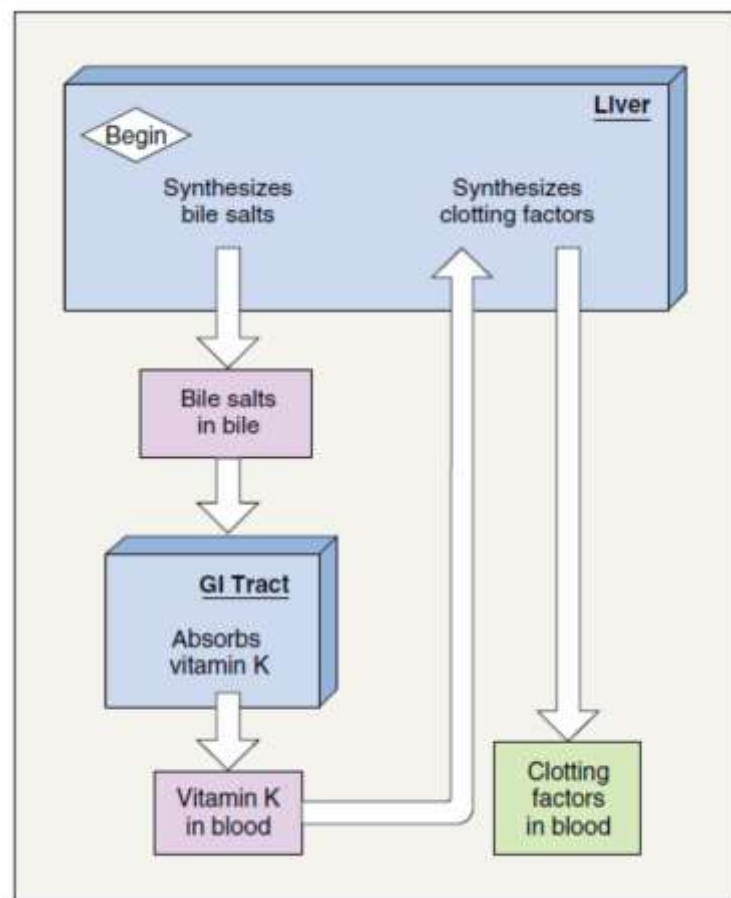 Liver
Begin
Synthesizes
bile salts
Synthesizes
clotting factors
Bile salts
in bile
GI Tract
Absorbs
vitamin K
Vitamin K
in blood
Clotting
factors
in blood